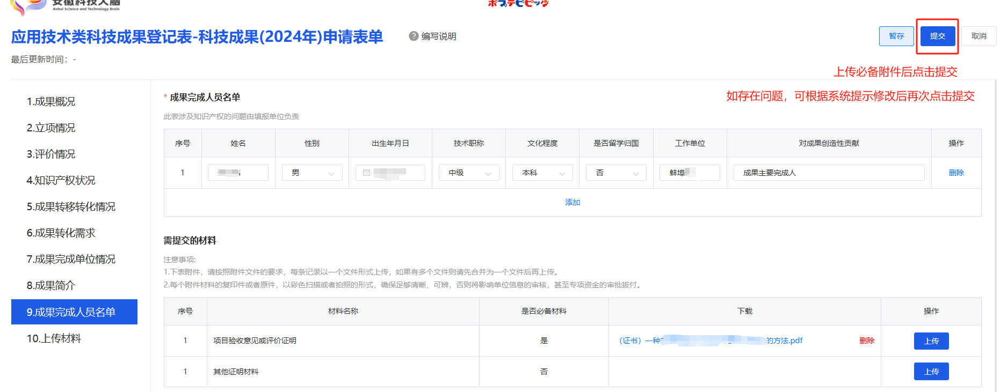 安徽科技大脑
Anhui Science and Technology Brain
ポプテピピック
应用技术类科技成果登记表-科技成果(2024年)申请表单
? 编写说明
暂存
提交
取消
最后更新时间： -
上传必备附件后点击提交
如存在问题，可根据系统提示修改后再次点击提交
1.成果概况
2.立项情况
3.评价情况
4.知识产权状况
5.成果转移转化情况
6.成果转化需求
7.成果完成单位情况
8.成果简介
9.成果完成人员名单
10.上传材料
* 成果完成人员名单
此表涉及知识产权的问题由填报单位负责
序号 姓名 性别 出生年月日 技术职称 文化程度 是否留学归国 工作单位 对成果创造性贡献 操作
1 男 中级 本科 否 蚌埠 成果主要完成人 删除
添加
需提交的材料
注意事项:
1.下表附件，请按照附件文件的要求，每条记录以一个文件形式上传，如果有多个文件则请先合并为一个文件后再上传。
2.每个附件材料的复印件或者原件，以彩色扫描或者拍照的形式，确保足够清晰、可辨，否则将影响单位信息的审核，甚至专项资金的审批拨付。
序号 材料名称 是否必备材料 下载 操作
1 项目验收意见或评价证明 是 （证书）一种 的方法.pdf 删除 上传
1 其他证明材料 否 上传